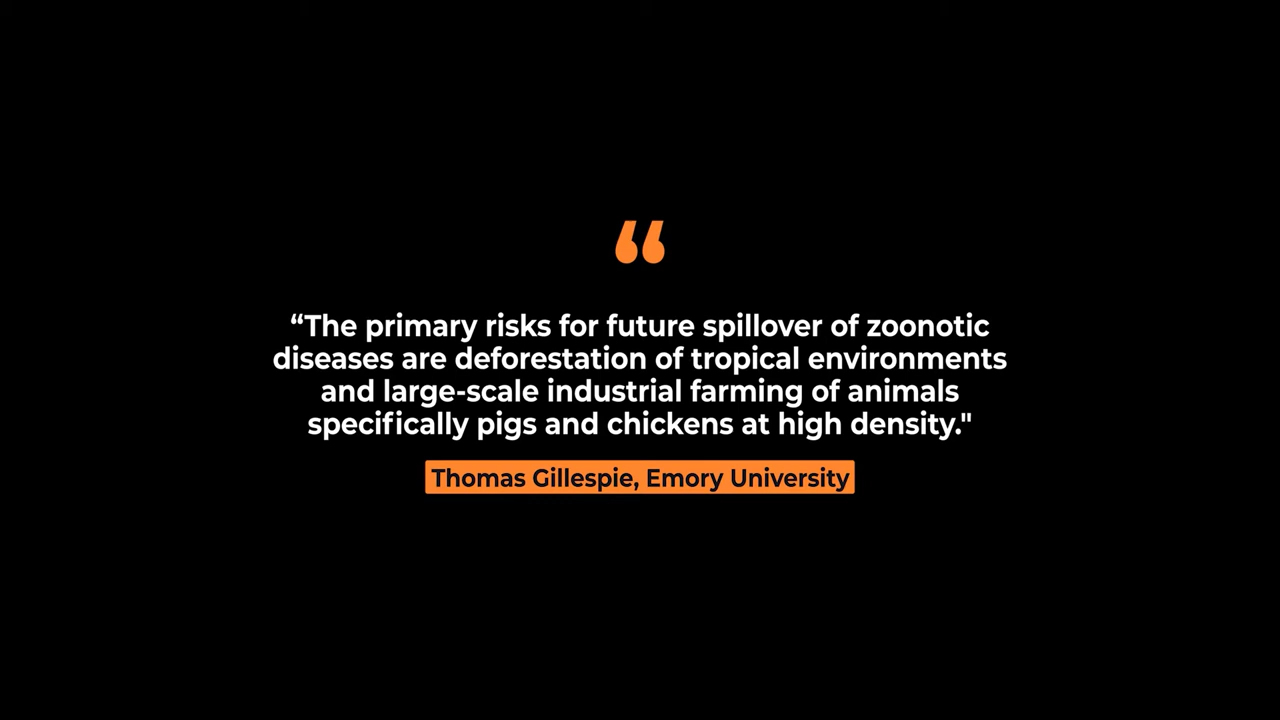 “
“The primary risks for future spillover of zoonotic
diseases are deforestation of tropical environments
and large-scale industrial farming of animals
specifically pigs and chickens at high density."
Thomas Gillespie, Emory University